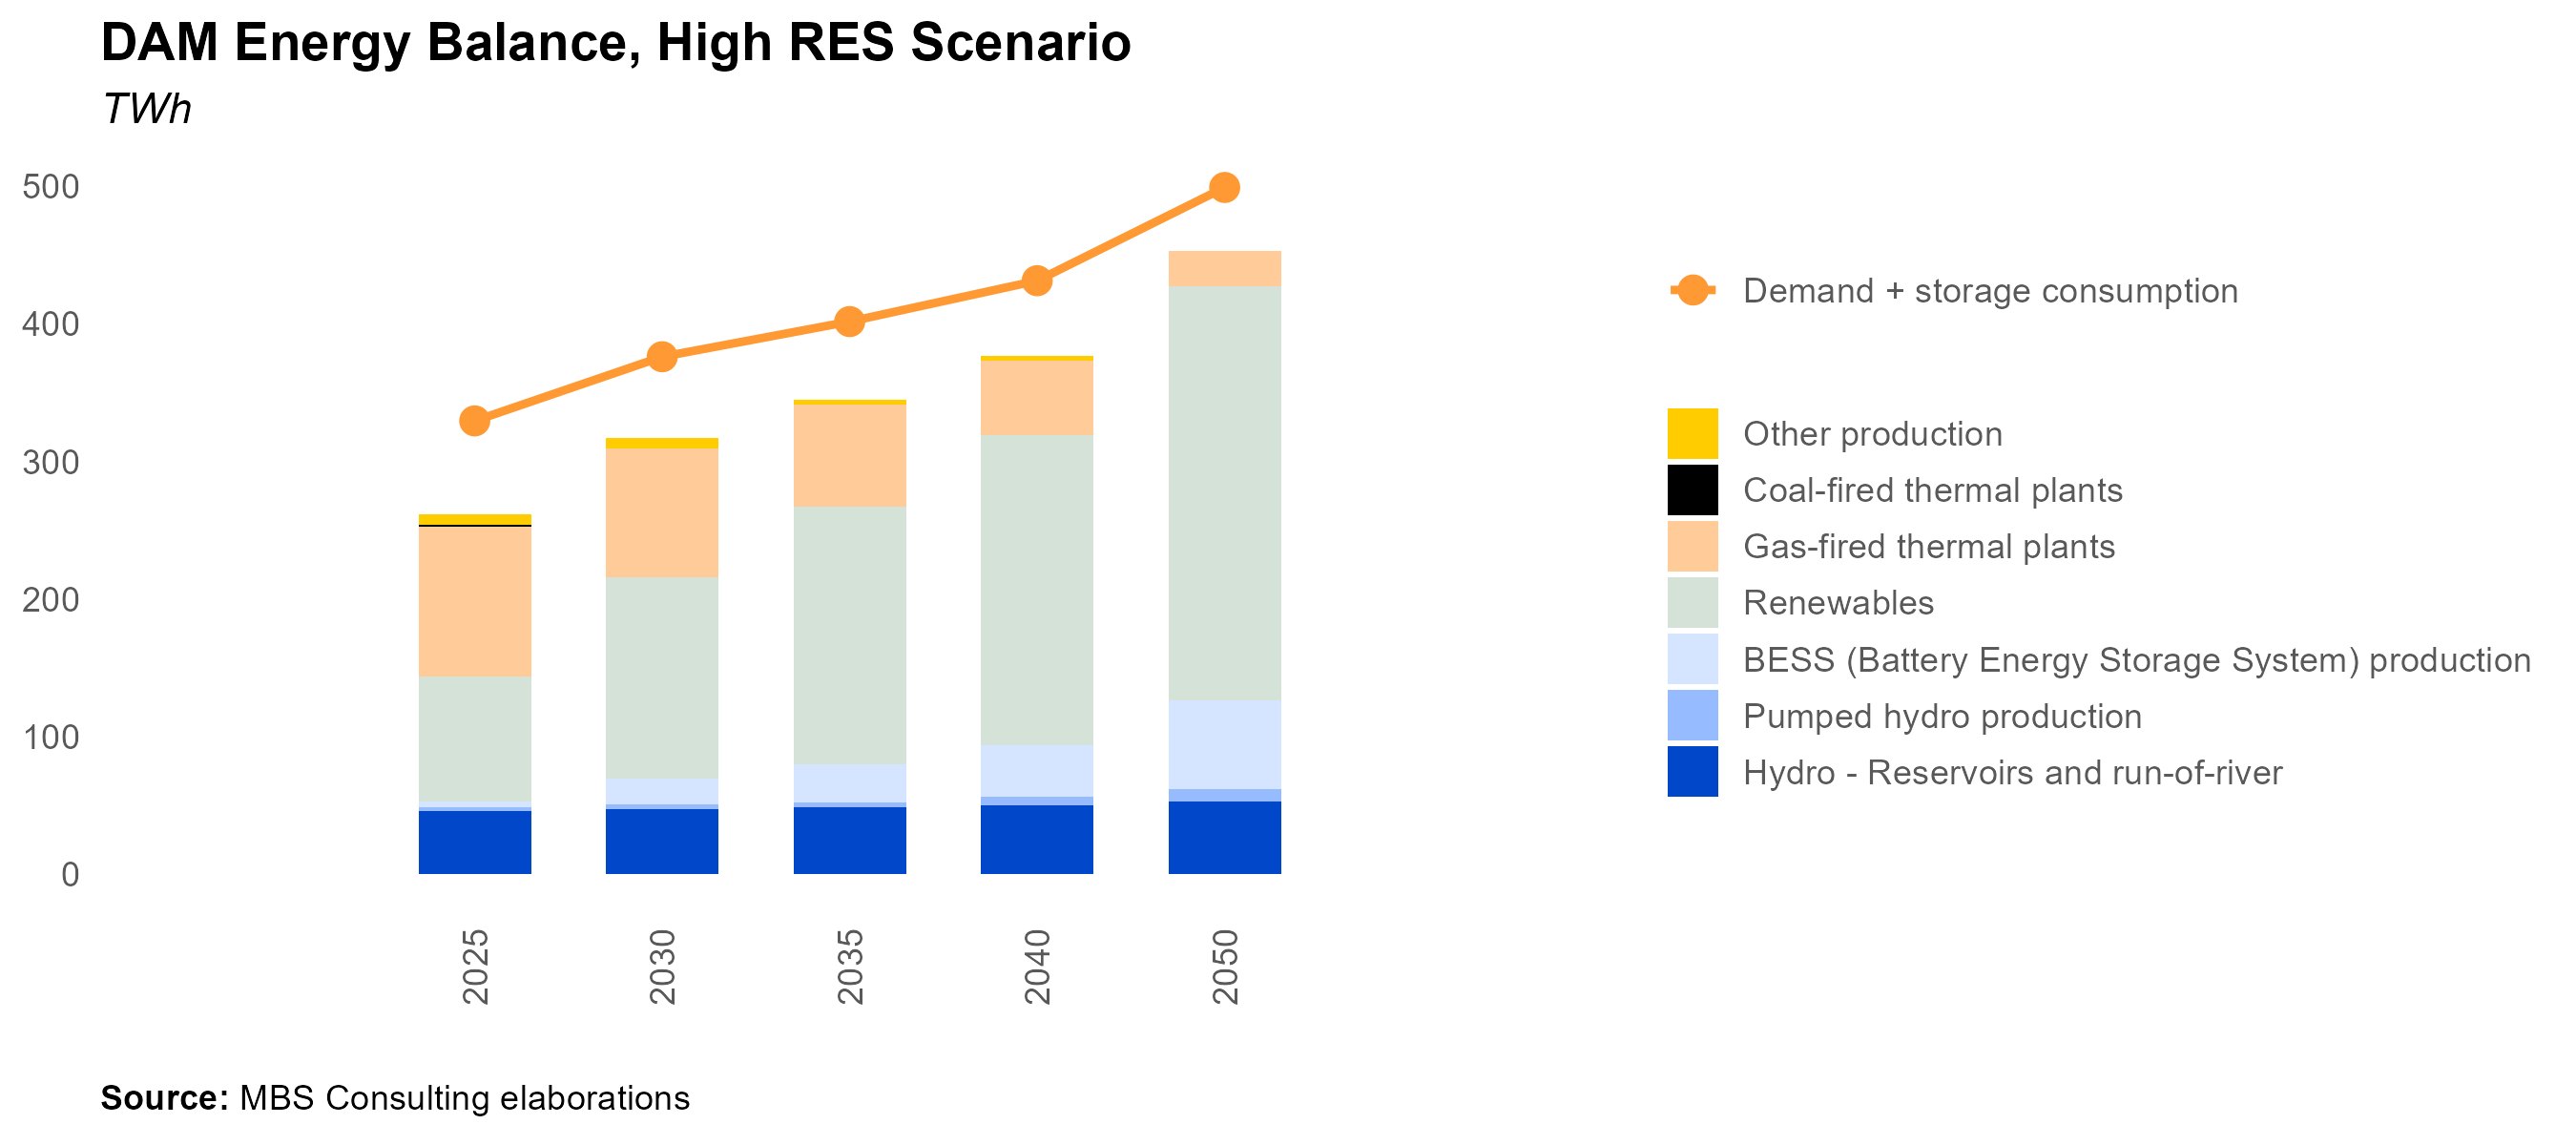 DAM Energy Balance, High RES Scenario
TWh
500
400
300
200
100
0
2025
2030
2035
2040
2050
Demand + storage consumption
Other production
Coal-fired thermal plants
Gas-fired thermal plants
Renewables
BESS (Battery Energy Storage System) production
Pumped hydro production
Hydro - Reservoirs and run-of-river
Source: MBS Consulting elaborations